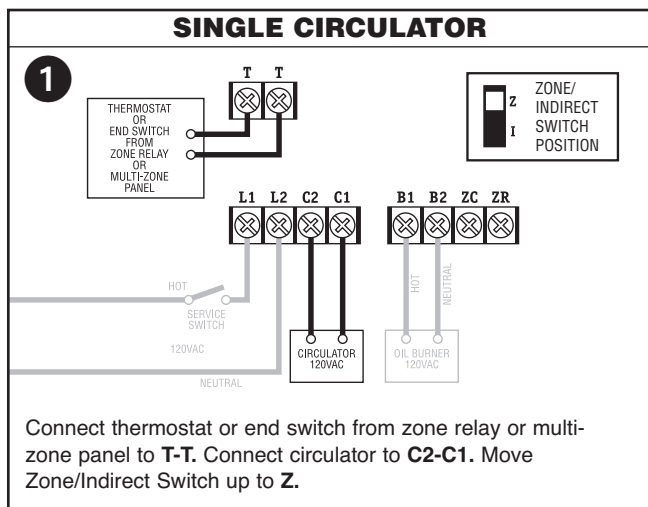 SINGLE CIRCULATOR
1
T T
THERMOSTAT
OR
END SWITCH
FROM
ZONE RELAY
OR
MULTI-ZONE
PANEL
Z
I
ZONE/
INDIRECT
SWITCH
POSITION
L1 L2 C2 C1
B1 B2 ZC ZR
HOT
SERVICE
SWITCH
120VAC
NEUTRAL
CIRCULATOR
120VAC
HOT
NEUTRAL
OIL BURNER
120VAC
Connect thermostat or end switch from zone relay or multi-
zone panel to T-T. Connect circulator to C2-C1. Move
Zone/Indirect Switch up to Z.